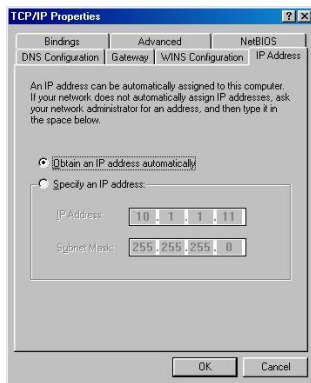 TCP/IP Properties
Bindings Advanced NetBIOS
DNS Configuration Gateway WINS Configuration IP Address
An IP address can be automatically assigned to this computer.
If your network does not automatically assign IP addresses, ask
your network administrator for an address, and then type it in
the space below.
Obtain an IP address automatically
Specify an IP address:
IP Address: 10 . 1 . 1 . 11
Subnet Mask: 255 . 255 . 255 . 0
OK Cancel